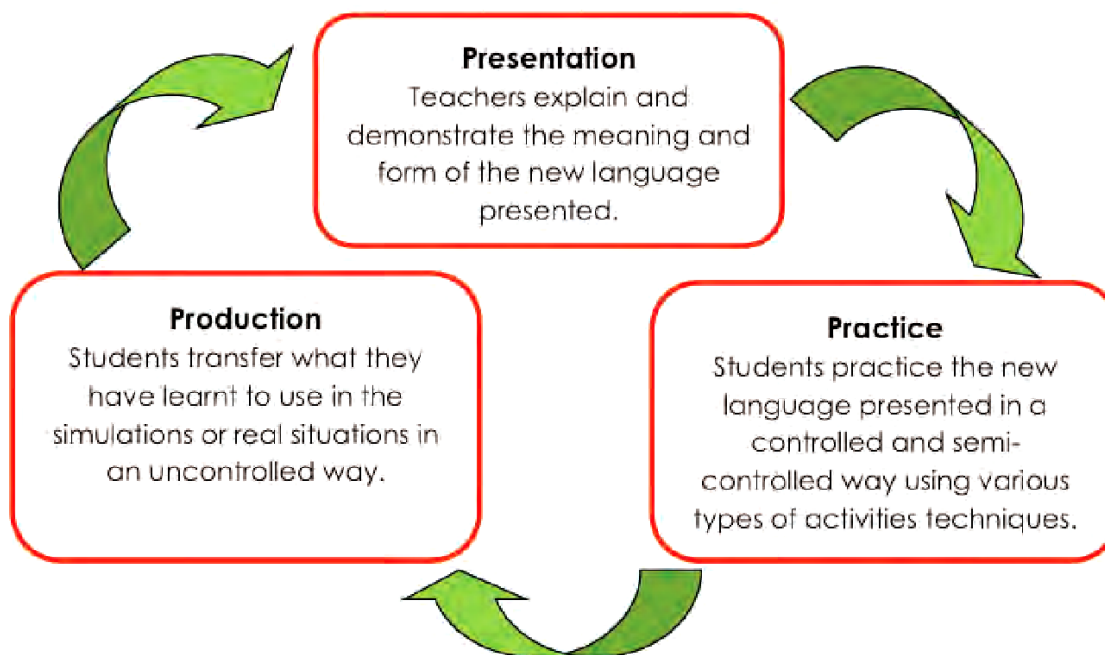 Presentation
Teachers explain and
demonstrate the meaning and
form of the new language
presented.
Production
Students transfer what they
have learnt to use in the
simulations or real situations in
an uncontrolled way.
Practice
Students practice the new
language presented in a
controlled and semi-
controlled way using various
types of activities techniques.